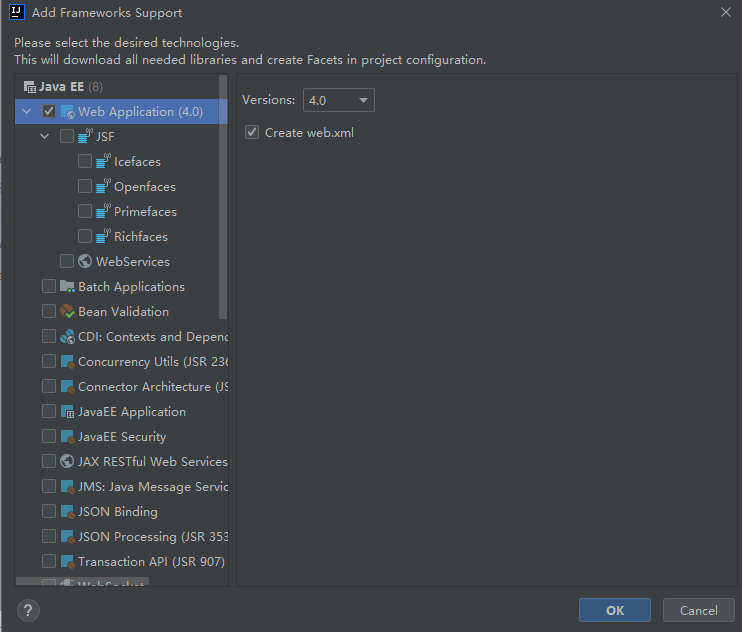 IJ
Add Frameworks Support
Please select the desired technologies.
This will download all needed libraries and create Facets in project configuration.
Java EE (8)
Web Application (4.0)
JSF
Icefaces
Openfaces
Primefaces
Richfaces
WebServices
Batch Applications
Bean Validation
CDI: Contexts and Depend
Concurrency Utils (JSR 236
Connector Architecture (JS
JavaEE Application
JavaEE Security
JAX RESTful Web Services
JMS: Java Message Servic
JSON Binding
JSON Processing (JSR 353
Transaction API (JSR 907)
WebSocket
Versions: 4.0
Create web.xml
?
OK
Cancel